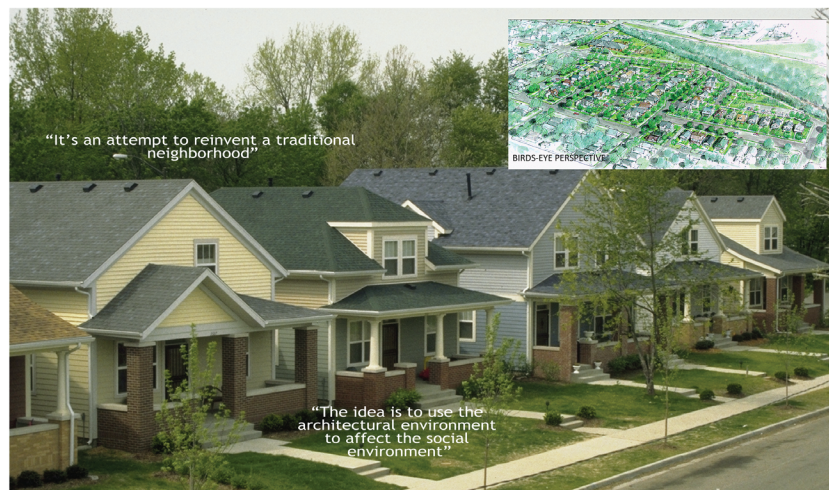 “It’s an attempt to reinvent a traditional
neighborhood”
BIRDS-EYE PERSPECTIVE
“The idea is to use the
architectural environment
to affect the social
environment”